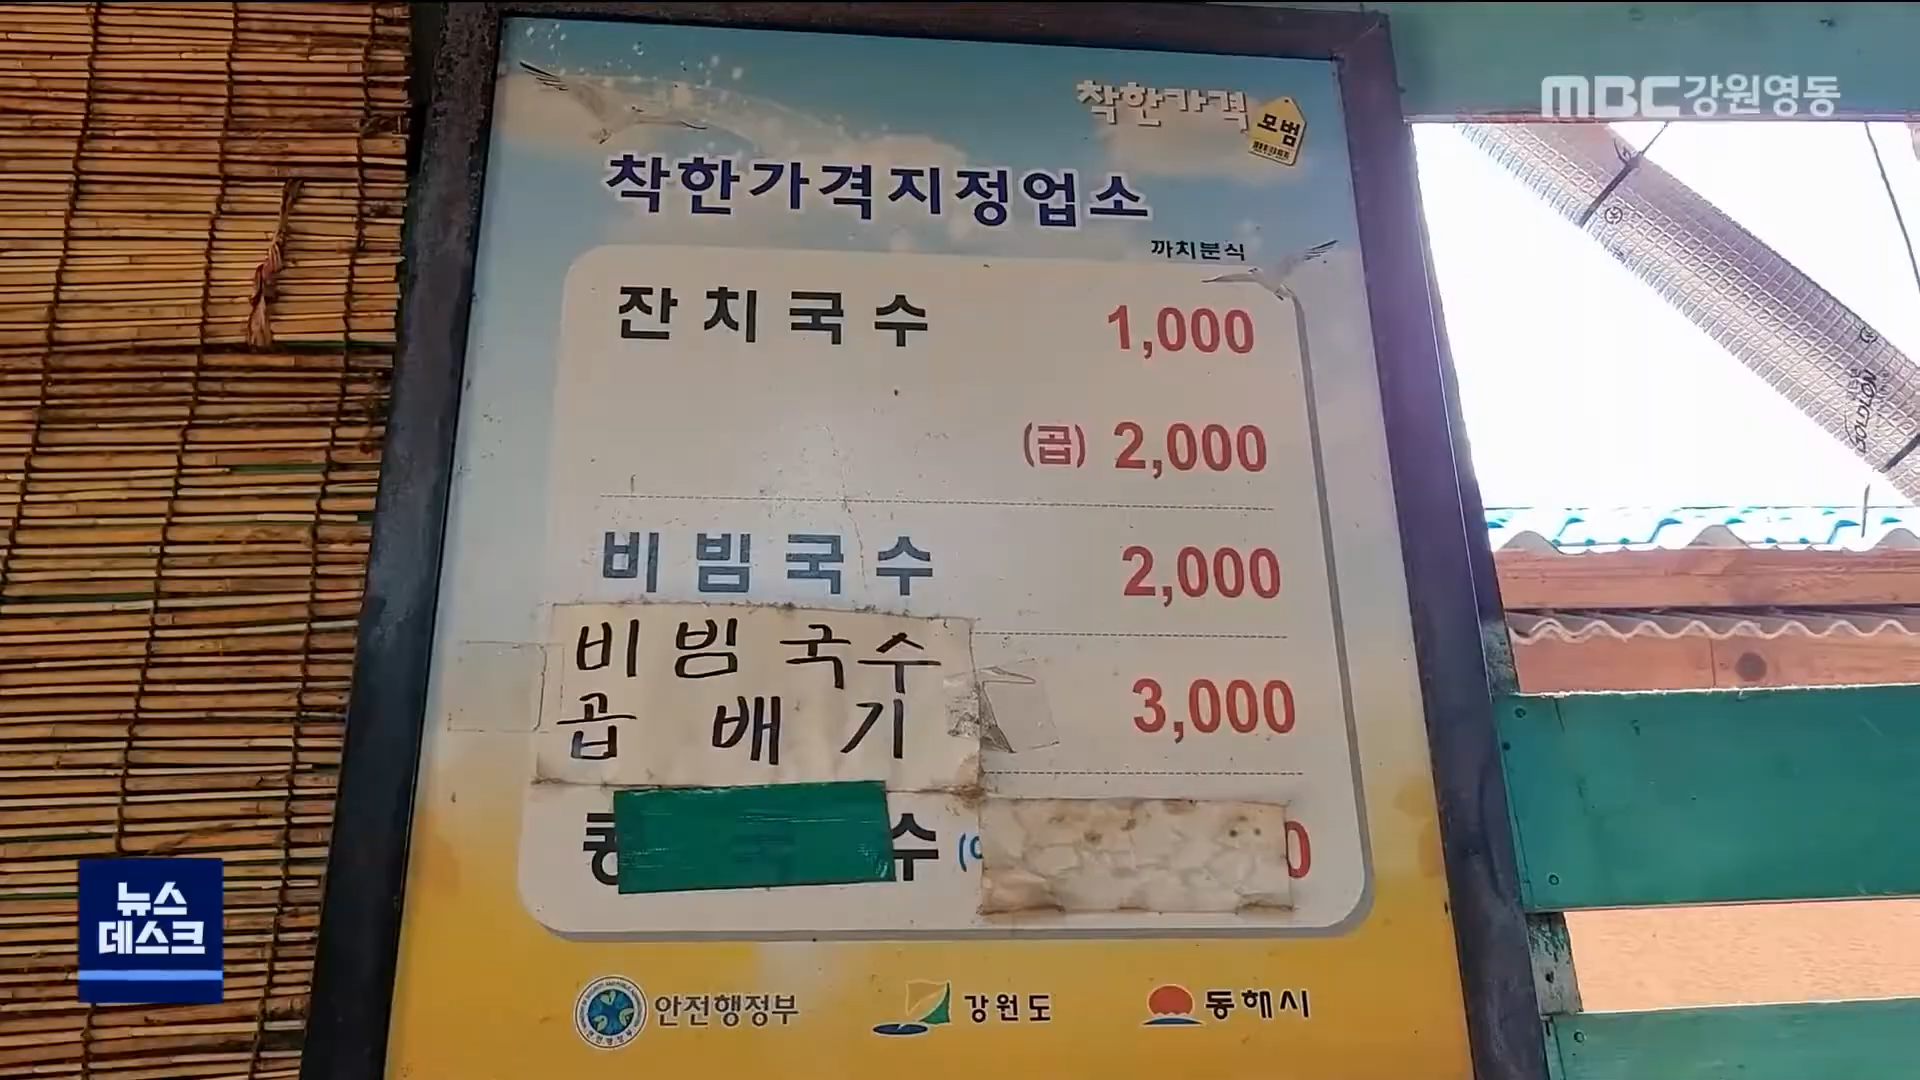 MBC강원영동
착한가격
모범
착한가격지정업소
까치분식
잔치국수 1,000
(곱) 2,000
비빔국수 2,000
비빔국수
곱배기 3,000
수
안전행정부 강원도 동해시
뉴스
데스크